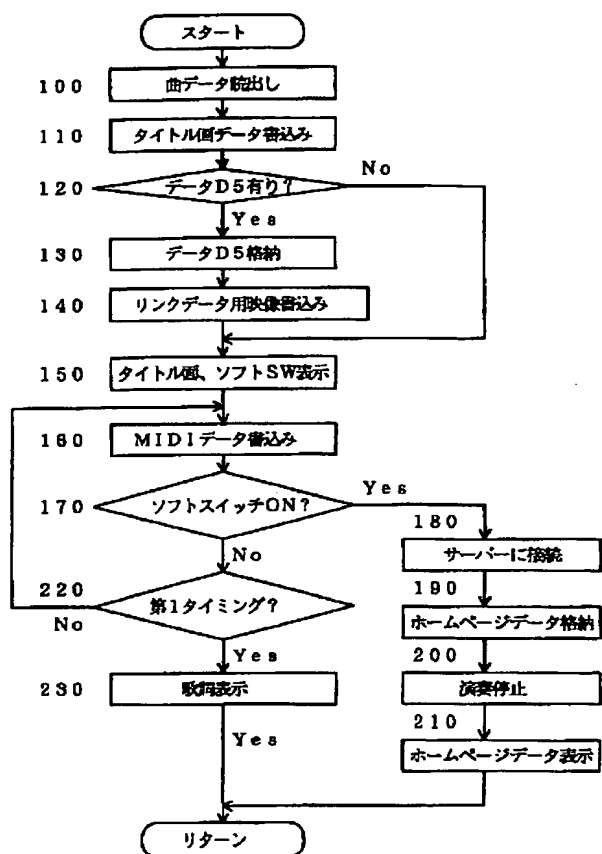 スタート
100 曲データ読出し
110 タイトル画データ書込み
120 データD5有り? No
Yes
130 データD5格納
140 リンクデータ用映像書込み
150 タイトル画、ソフトSW表示
160 MIDIデータ書込み
170 ソフトスイッチON? Yes
No
180
サーバーに接続
190
ホームページデータ格納
200
演奏停止
210
ホームページデータ表示
220 第1タイミング?
No
Yes
230 歌詞表示
Yes
リターン